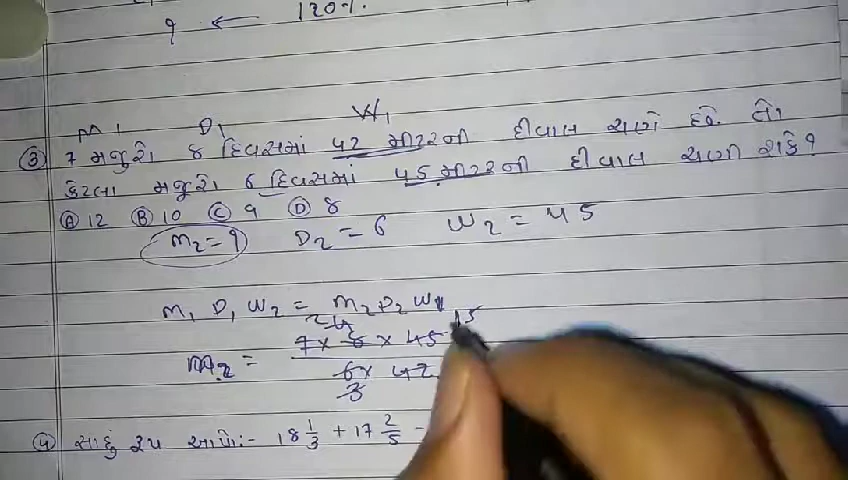 9 ← 120%.
M1 D1 W1
③ 7 મજુરો 8 દિવસમાં 42 મીટરની દીવાલ ચણે છે. તો
કેટલા મજુરો 6 દિવસમાં 45 મીટરની દીવાલ ચણી શકે?
Ⓐ 12 Ⓑ 10 Ⓒ 9 Ⓓ 8
M2 = ? D2 = 6 W2 = 45
M1 D1 W2 = M2 D2 W1
15
M2 = 7 × 8 × 45
6 × 42
3
④ સાદું રૂપ આપો:- 18 1/3 + 17 2/5 -